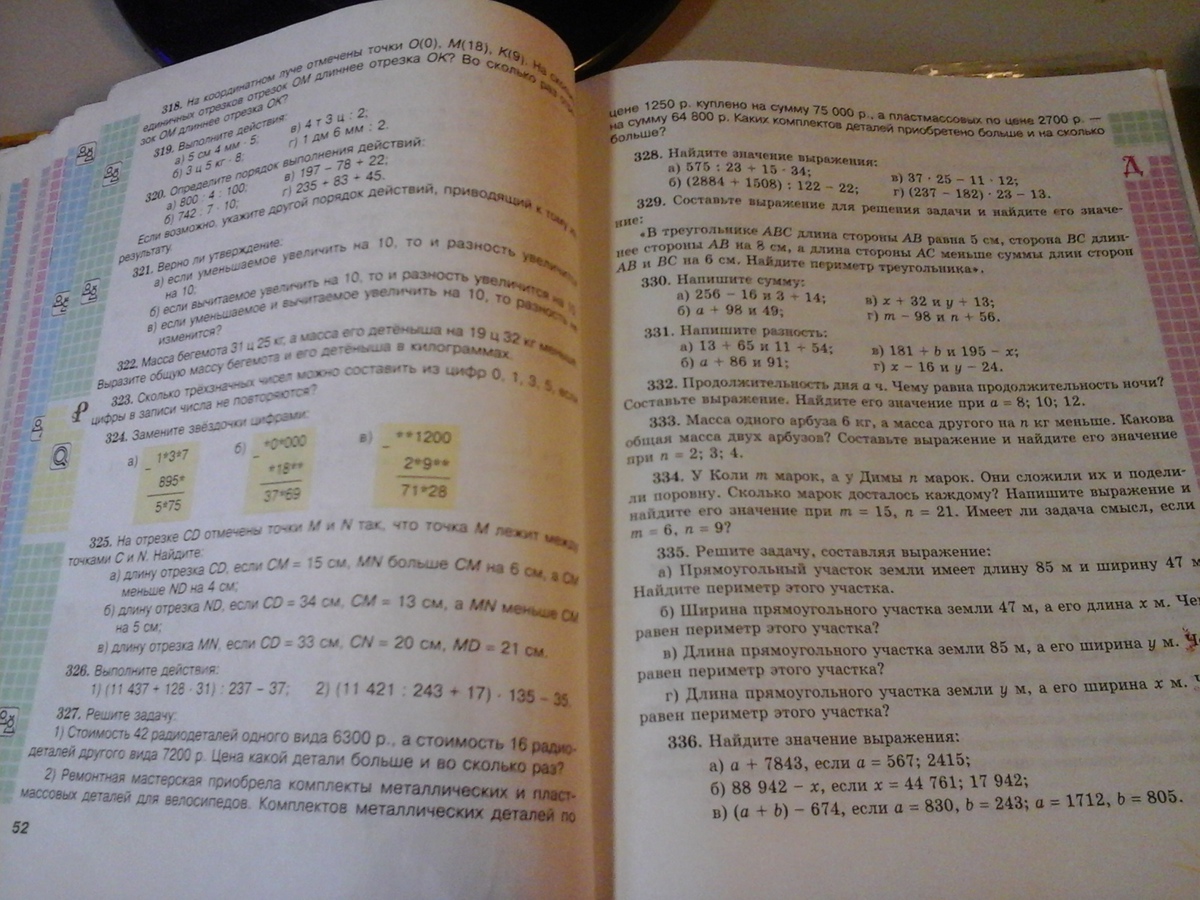 318. На координатном луче отмечены точки O(0), M(18), K(9). На сколько
единичных отрезков отрезок OM длиннее отрезка OK? Во сколько раз
зок OM длиннее отрезка OK?
319. Выполните действия:
а) 5 см 4 мм · 5;
в) 4 т 3 ц : 2;
б) 3 ц 5 кг · 8;
г) 1 дм 6 мм : 2.
320. Определите порядок выполнения действий:
а) 800 : 4 : 100;
в) 197 − 78 + 22;
б) 742 : 7 · 10;
г) 235 + 83 + 45.
Если возможно, укажите другой порядок действий, приводящий к тому
результату.
321. Верно ли утверждение:
а) если уменьшаемое увеличить на 10, то и разность увеличится
на 10;
б) если вычитаемое увеличить на 10, то и разность увеличится на 10;
в) если уменьшаемое и вычитаемое увеличить на 10, то разность не
изменится?
322. Масса бегемота 31 ц 25 кг, а масса его детёныша на 19 ц 32 кг меньше.
Выразите общую массу бегемота и его детёныша в килограммах.
323. Сколько трёхзначных чисел можно составить из цифр 0, 1, 3, 5, если
цифры в записи числа не повторяются?
324. Замените звёздочки цифрами:
а) − 1*3*7
895*
5*75
б) − *0*000
*18**
37*69
в) − **1200
2*9**
71*28
325. На отрезке CD отмечены точки M и N так, что точка M лежит между
точками C и N. Найдите:
а) длину отрезка CD, если CM = 15 см, MN больше CM на 6 см, а CM
меньше ND на 4 см;
б) длину отрезка ND, если CD = 34 см, CM = 13 см, а MN меньше CM
на 5 см;
в) длину отрезка MN, если CD = 33 см, CN = 20 см, MD = 21 см.
326. Выполните действия:
1) (11 437 + 128 · 31) : 237 − 37; 2) (11 421 : 243 + 17) · 135 − 35.
327. Решите задачу:
1) Стоимость 42 радиодеталей одного вида 6300 р., а стоимость 16 радио-
деталей другого вида 7200 р. Цена какой детали больше и во сколько раз?
2) Ремонтная мастерская приобрела комплекты металлических и пласт-
массовых деталей для велосипедов. Комплектов металлических деталей по
52
цене 1250 р. куплено на сумму 75 000 р., а пластмассовых по цене 2700 р. —
на сумму 64 800 р. Каких комплектов деталей приобретено больше и на сколько
больше?
Д
328. Найдите значение выражения:
а) 575 : 23 + 15 · 34;
в) 37 · 25 − 11 · 12;
б) (2884 + 1508) : 122 − 22;
г) (237 − 182) · 23 − 13.
329. Составьте выражение для решения задачи и найдите его значе-
ние:
«В треугольнике ABC длина стороны AB равна 5 см, сторона BC длин-
нее стороны AB на 8 см, а длина стороны AC меньше суммы длин сторон
AB и BC на 6 см. Найдите периметр треугольника».
330. Напишите сумму:
а) 256 − 16 и 3 + 14;
в) x + 32 и y + 13;
б) a + 98 и 49;
г) m − 98 и n + 56.
331. Напишите разность:
а) 13 + 65 и 11 + 54;
в) 181 + b и 195 − x;
б) a + 86 и 91;
г) x − 16 и y − 24.
332. Продолжительность дня a ч. Чему равна продолжительность ночи?
Составьте выражение. Найдите его значение при a = 8; 10; 12.
333. Масса одного арбуза 6 кг, а масса другого на n кг меньше. Какова
общая масса двух арбузов? Составьте выражение и найдите его значение
при n = 2; 3; 4.
334. У Коли m марок, а у Димы n марок. Они сложили их и подели-
ли поровну. Сколько марок досталось каждому? Напишите выражение и
найдите его значение при m = 15, n = 21. Имеет ли задача смысл, если
m = 6, n = 9?
335. Решите задачу, составляя выражение:
а) Прямоугольный участок земли имеет длину 85 м и ширину 47 м
Найдите периметр этого участка.
б) Ширина прямоугольного участка земли 47 м, а его длина x м. Чем
равен периметр этого участка?
в) Длина прямоугольного участка земли 85 м, а его ширина y м. Че
равен периметр этого участка?
г) Длина прямоугольного участка земли y м, а его ширина x м. Ч
равен периметр этого участка?
336. Найдите значение выражения:
а) a + 7843, если a = 567; 2415;
б) 88 942 − x, если x = 44 761; 17 942;
в) (a + b) − 674, если a = 830, b = 243; a = 1712, b = 805.